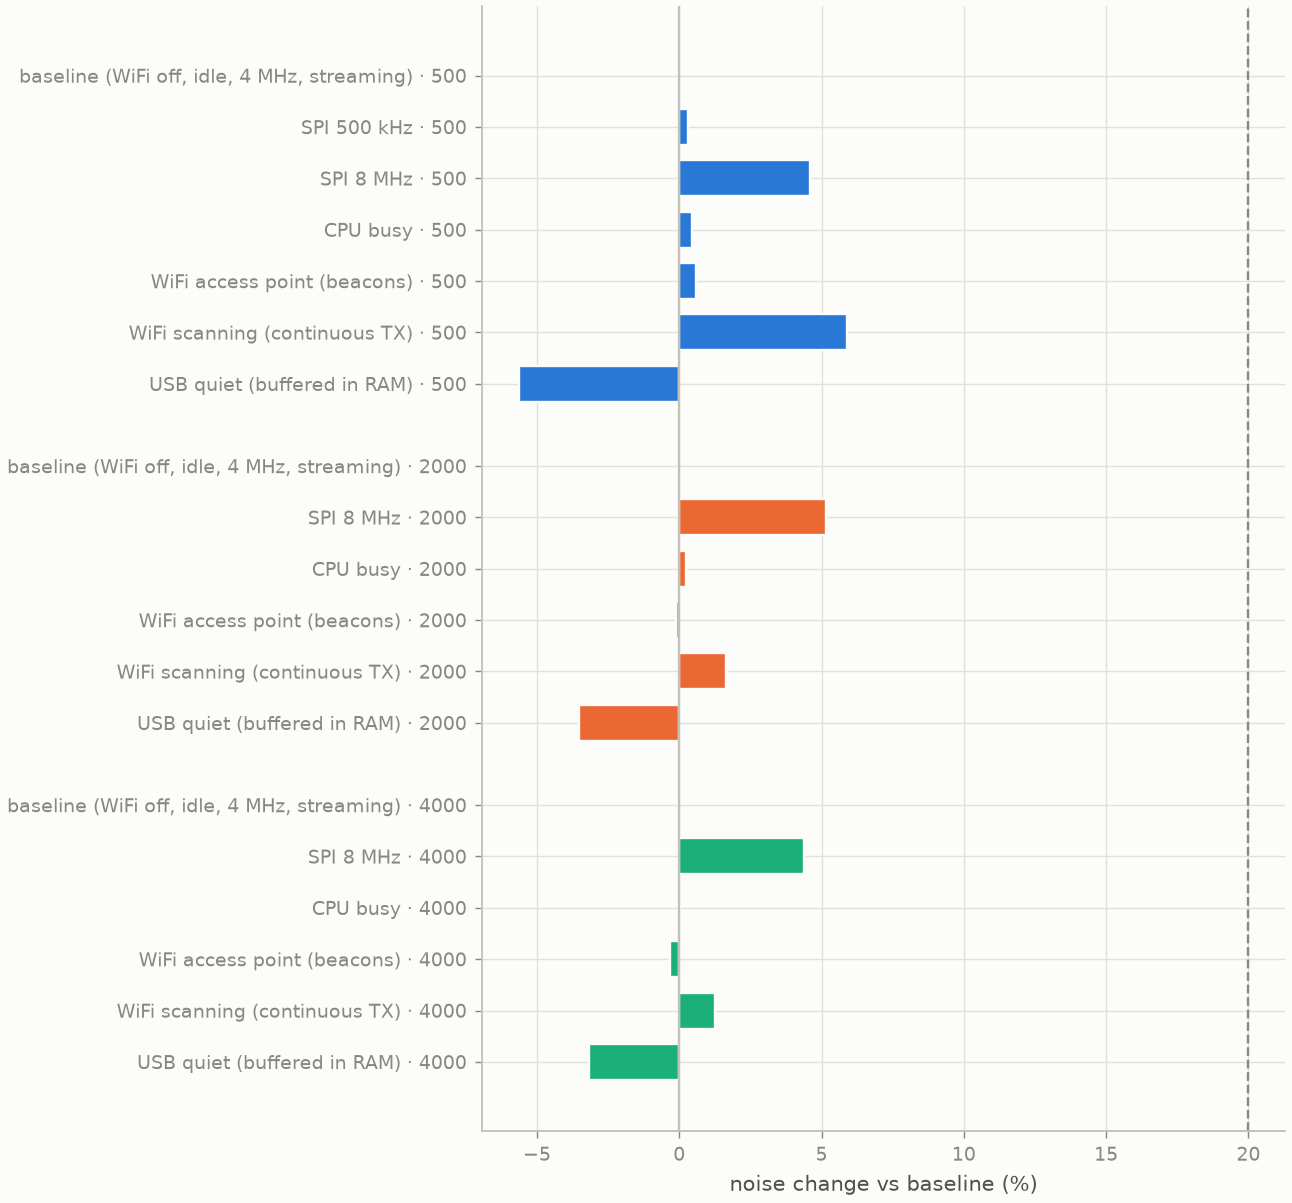 baseline (WiFi off, idle, 4 MHz, streaming) · 500
SPI 500 kHz · 500
SPI 8 MHz · 500
CPU busy · 500
WiFi access point (beacons) · 500
WiFi scanning (continuous TX) · 500
USB quiet (buffered in RAM) · 500
baseline (WiFi off, idle, 4 MHz, streaming) · 2000
SPI 8 MHz · 2000
CPU busy · 2000
WiFi access point (beacons) · 2000
WiFi scanning (continuous TX) · 2000
USB quiet (buffered in RAM) · 2000
baseline (WiFi off, idle, 4 MHz, streaming) · 4000
SPI 8 MHz · 4000
CPU busy · 4000
WiFi access point (beacons) · 4000
WiFi scanning (continuous TX) · 4000
USB quiet (buffered in RAM) · 4000
−5 0 5 10 15 20
noise change vs baseline (%)